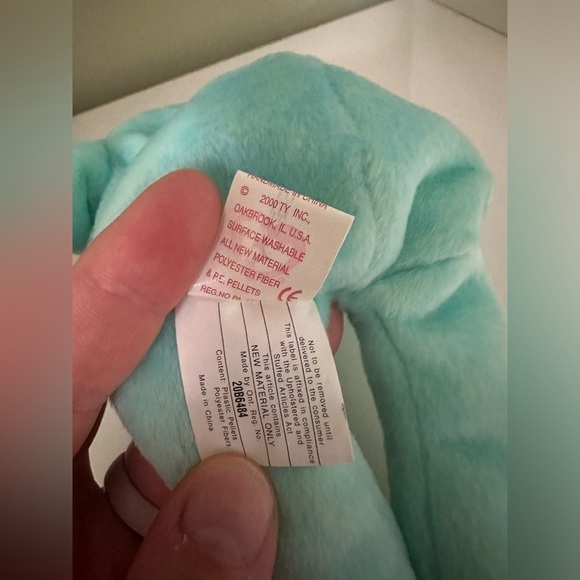 HANDMADE IN CHINA
© 2000 TY INC.,
OAKBROOK, IL, U.S.A.
SURFACE WASHABLE
ALL NEW MATERIAL
POLYESTER FIBER
& P.E. PELLETS
REG.NO
CE
Not to be removed until
delivered to the consumer
This label is affixed in compliance
with the Upholstered and
Stuffed Articles Act
This article contains
NEW MATERIAL ONLY
Made by Ont. Reg. No.
20B6484
Content: Plastic Pellets
Polyester Fibers
Made in China